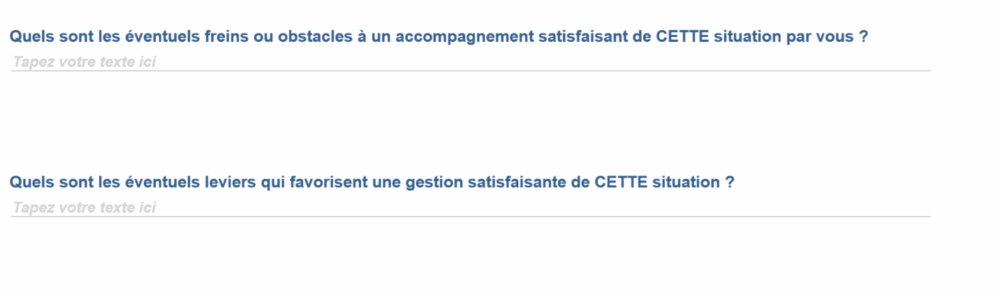 Quels sont les éventuels freins ou obstacles à un accompagnement satisfaisant de CETTE situation par vous ?
Tapez votre texte ici
Quels sont les éventuels leviers qui favorisent une gestion satisfaisante de CETTE situation ?
Tapez votre texte ici